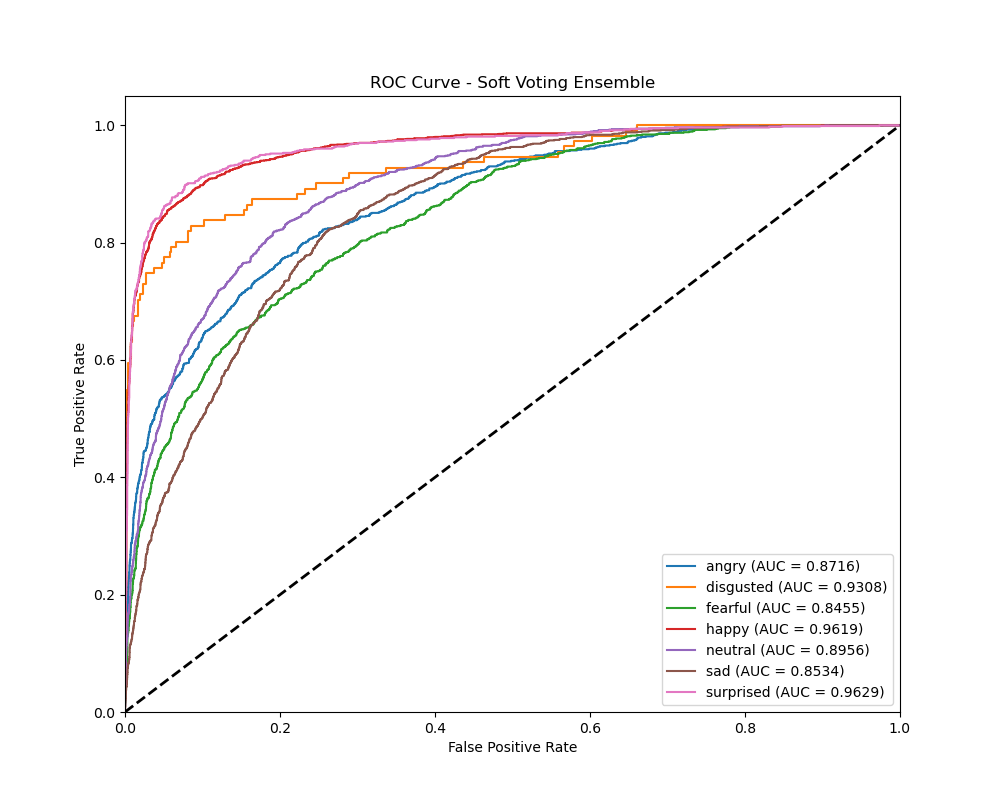 ROC Curve - Soft Voting Ensemble
True Positive Rate
1.0
0.8
0.6
0.4
0.2
0.0
angry (AUC = 0.8716)
disgusted (AUC = 0.9308)
fearful (AUC = 0.8455)
happy (AUC = 0.9619)
neutral (AUC = 0.8956)
sad (AUC = 0.8534)
surprised (AUC = 0.9629)
0.0 0.2 0.4 0.6 0.8 1.0
False Positive Rate